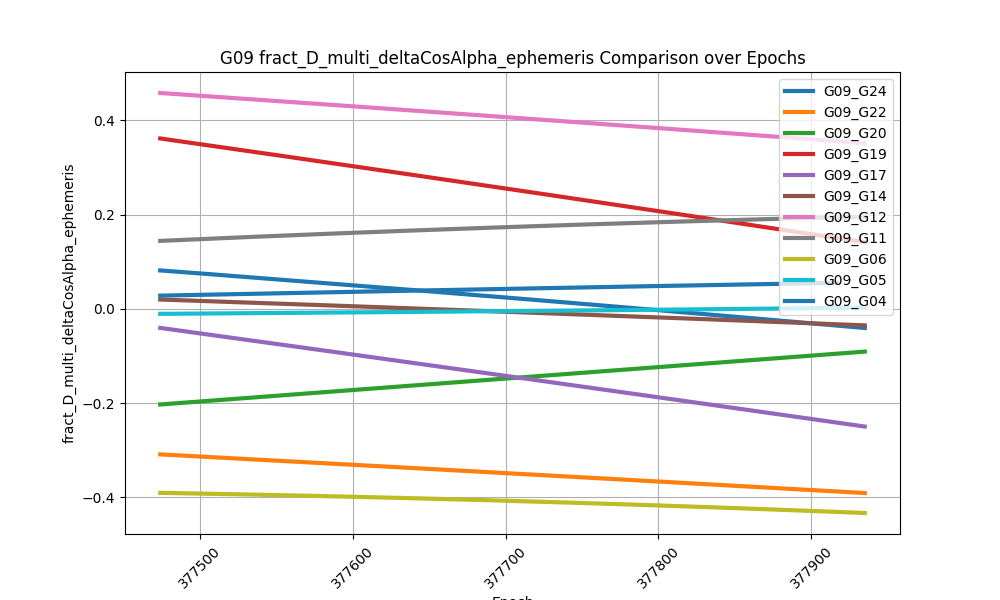 G09 fract_D_multi_deltaCosAlpha_ephemeris Comparison over Epochs
fract_D_multi_deltaCosAlpha_ephemeris
0.4
0.2
0.0
−0.2
−0.4
377500
377600
377700
377800
377900
Epoch
G09_G24
G09_G22
G09_G20
G09_G19
G09_G17
G09_G14
G09_G12
G09_G11
G09_G06
G09_G05
G09_G04